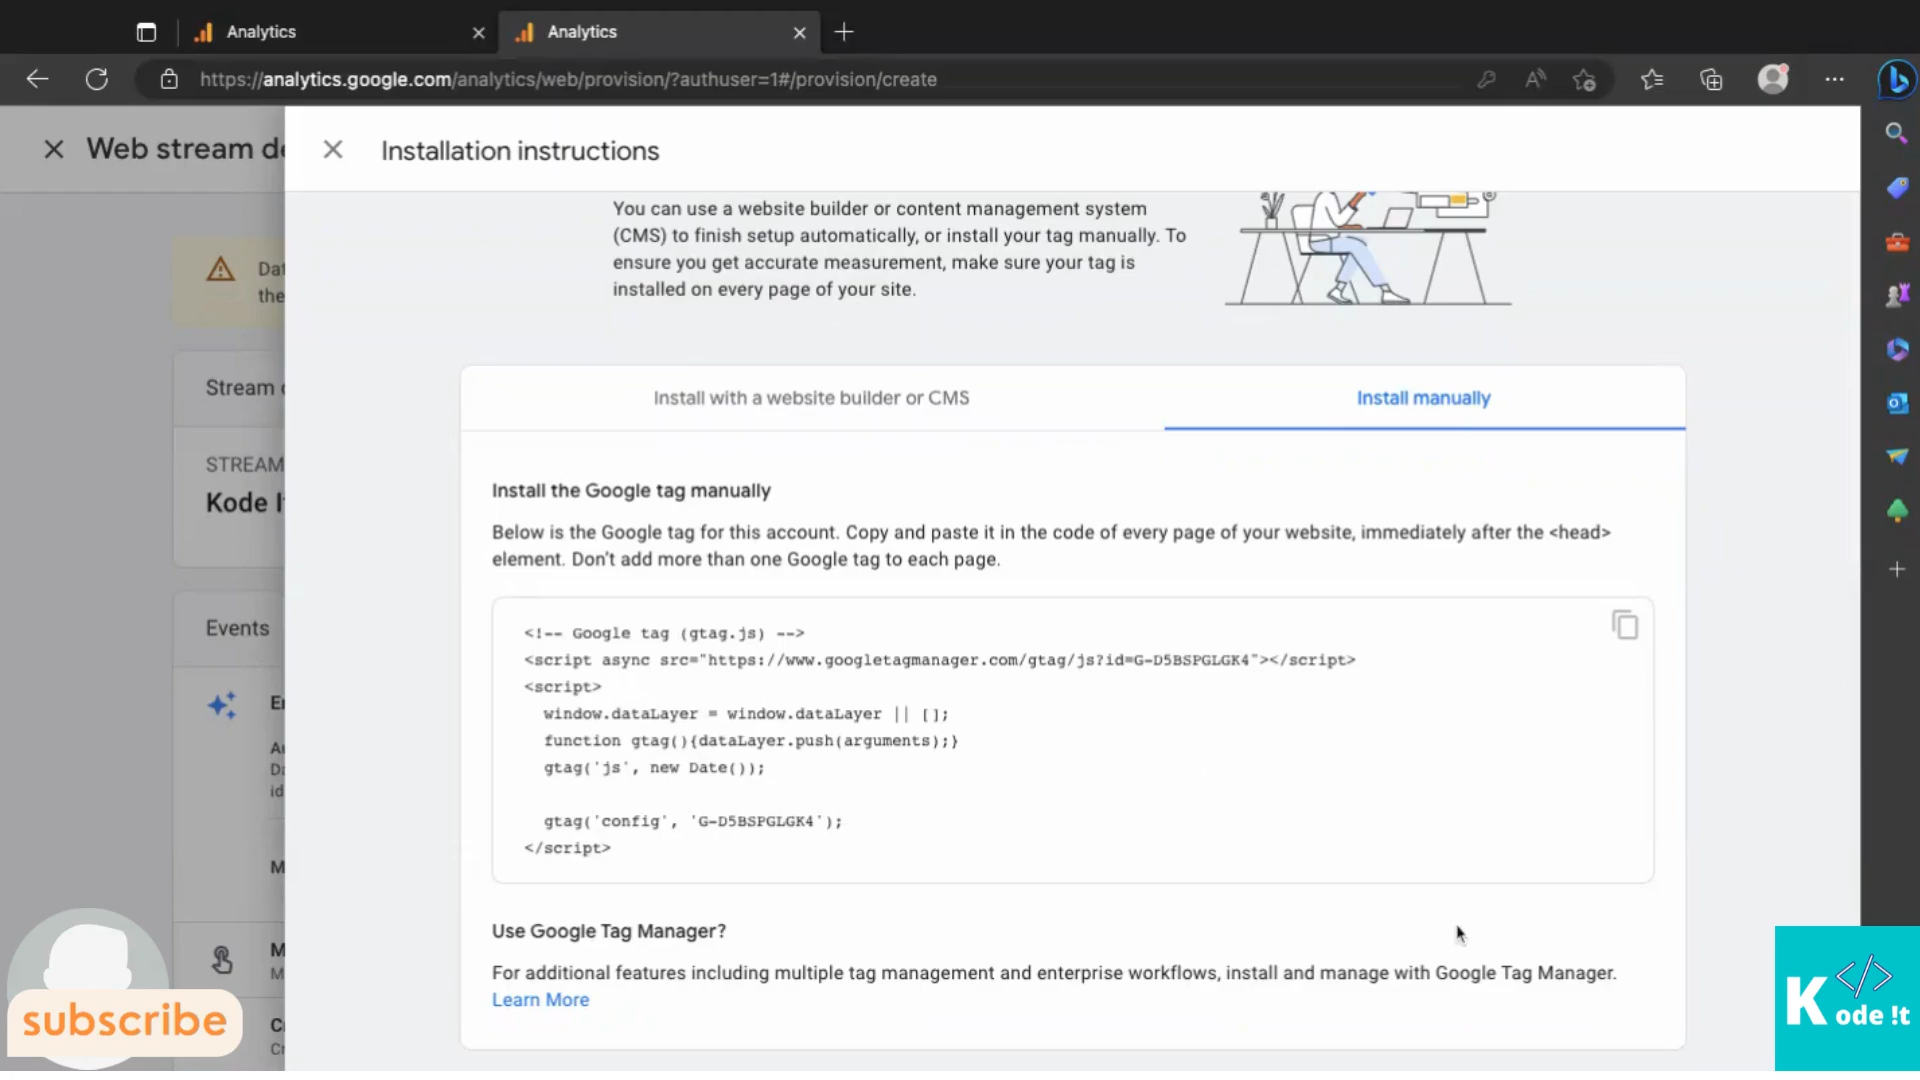 Analytics
Analytics
https://analytics.google.com/analytics/web/provision/?authuser=1#/provision/create
Web stream de
Installation instructions
You can use a website builder or content management system
(CMS) to finish setup automatically, or install your tag manually. To
ensure you get accurate measurement, make sure your tag is
installed on every page of your site.
Dat
the
Stream
STREAM
Kode I
Events
Install with a website builder or CMS
Install manually
Install the Google tag manually
Below is the Google tag for this account. Copy and paste it in the code of every page of your website, immediately after the <head>
element. Don't add more than one Google tag to each page.
<!-- Google tag (gtag.js) -->
<script async src="https://www.googletagmanager.com/gtag/js?id=G-D5BSPGLGK4"></script>
<script>
window.dataLayer = window.dataLayer || [];
function gtag(){dataLayer.push(arguments);}
gtag('js', new Date());
gtag('config', 'G-D5BSPGLGK4');
</script>
Use Google Tag Manager?
For additional features including multiple tag management and enterprise workflows, install and manage with Google Tag Manager.
Learn More
subscribe
</>
Kode !t